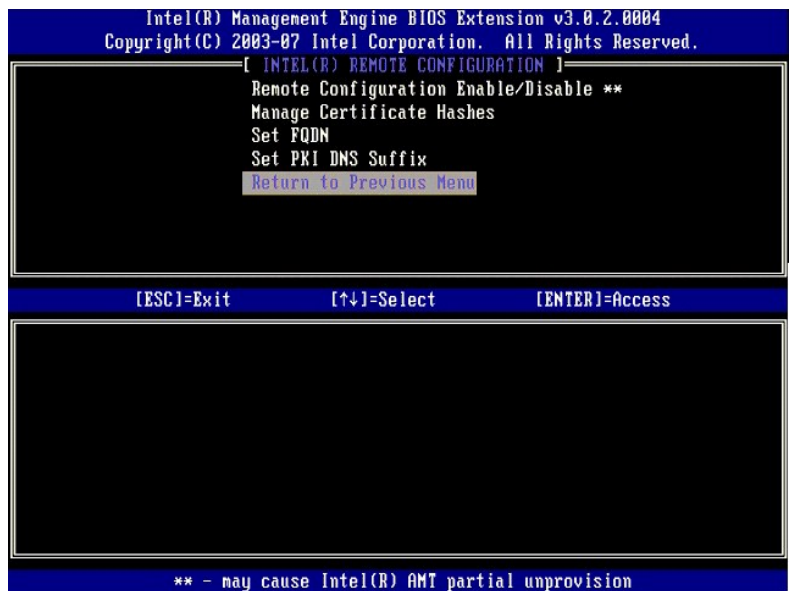 Intel(R) Management Engine BIOS Extension v3.0.2.0004
Copyright(C) 2003-07 Intel Corporation. All Rights Reserved.
[ INTEL(R) REMOTE CONFIGURATION ]
Remote Configuration Enable/Disable **
Manage Certificate Hashes
Set FQDN
Set PKI DNS Suffix
Return to Previous Menu
[ESC]=Exit [↑↓]=Select [ENTER]=Access
** - may cause Intel(R) AMT partial unprovision